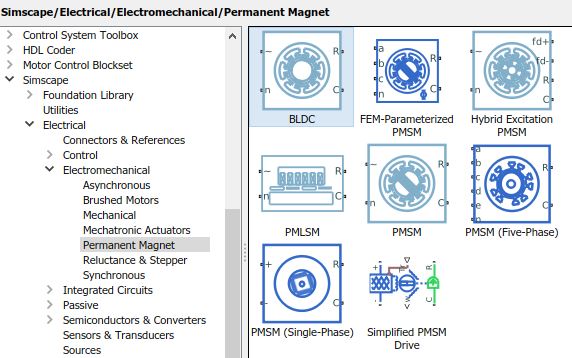 Simscape/Electrical/Electromechanical/Permanent Magnet
Control System Toolbox
HDL Coder
Motor Control Blockset
Simscape
Foundation Library
Utilities
Electrical
Connectors & References
Control
Electromechanical
Asynchronous
Brushed Motors
Mechanical
Mechatronic Actuators
Permanent Magnet
Reluctance & Stepper
Synchronous
Integrated Circuits
Passive
Semiconductors & Converters
Sensors & Transducers
Sources
~ R
n C
BLDC
a R
b
c
n C
FEM-Parameterized
PMSM
~ fd+
fd-
R
n C
Hybrid Excitation
PMSM
~ R
n C
PMLSM
~ R
n C
PMSM
a R
b
c
d
e
n C
PMSM (Five-Phase)
+ R
- C
PMSM (Single-Phase)
+ R
- C
Simplified PMSM
Drive